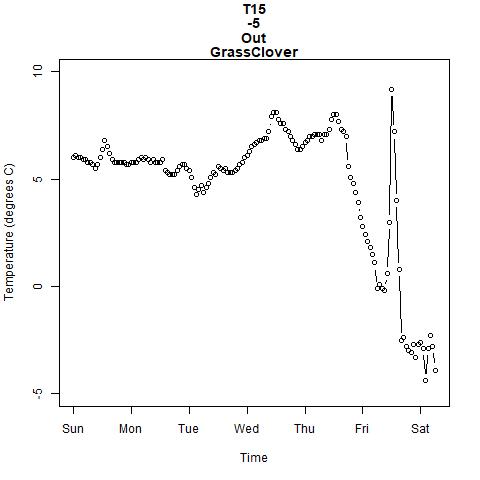 T15
-5
Out
GrassClover
Temperature (degrees C)
10
5
0
-5
Sun Mon Tue Wed Thu Fri Sat
Time